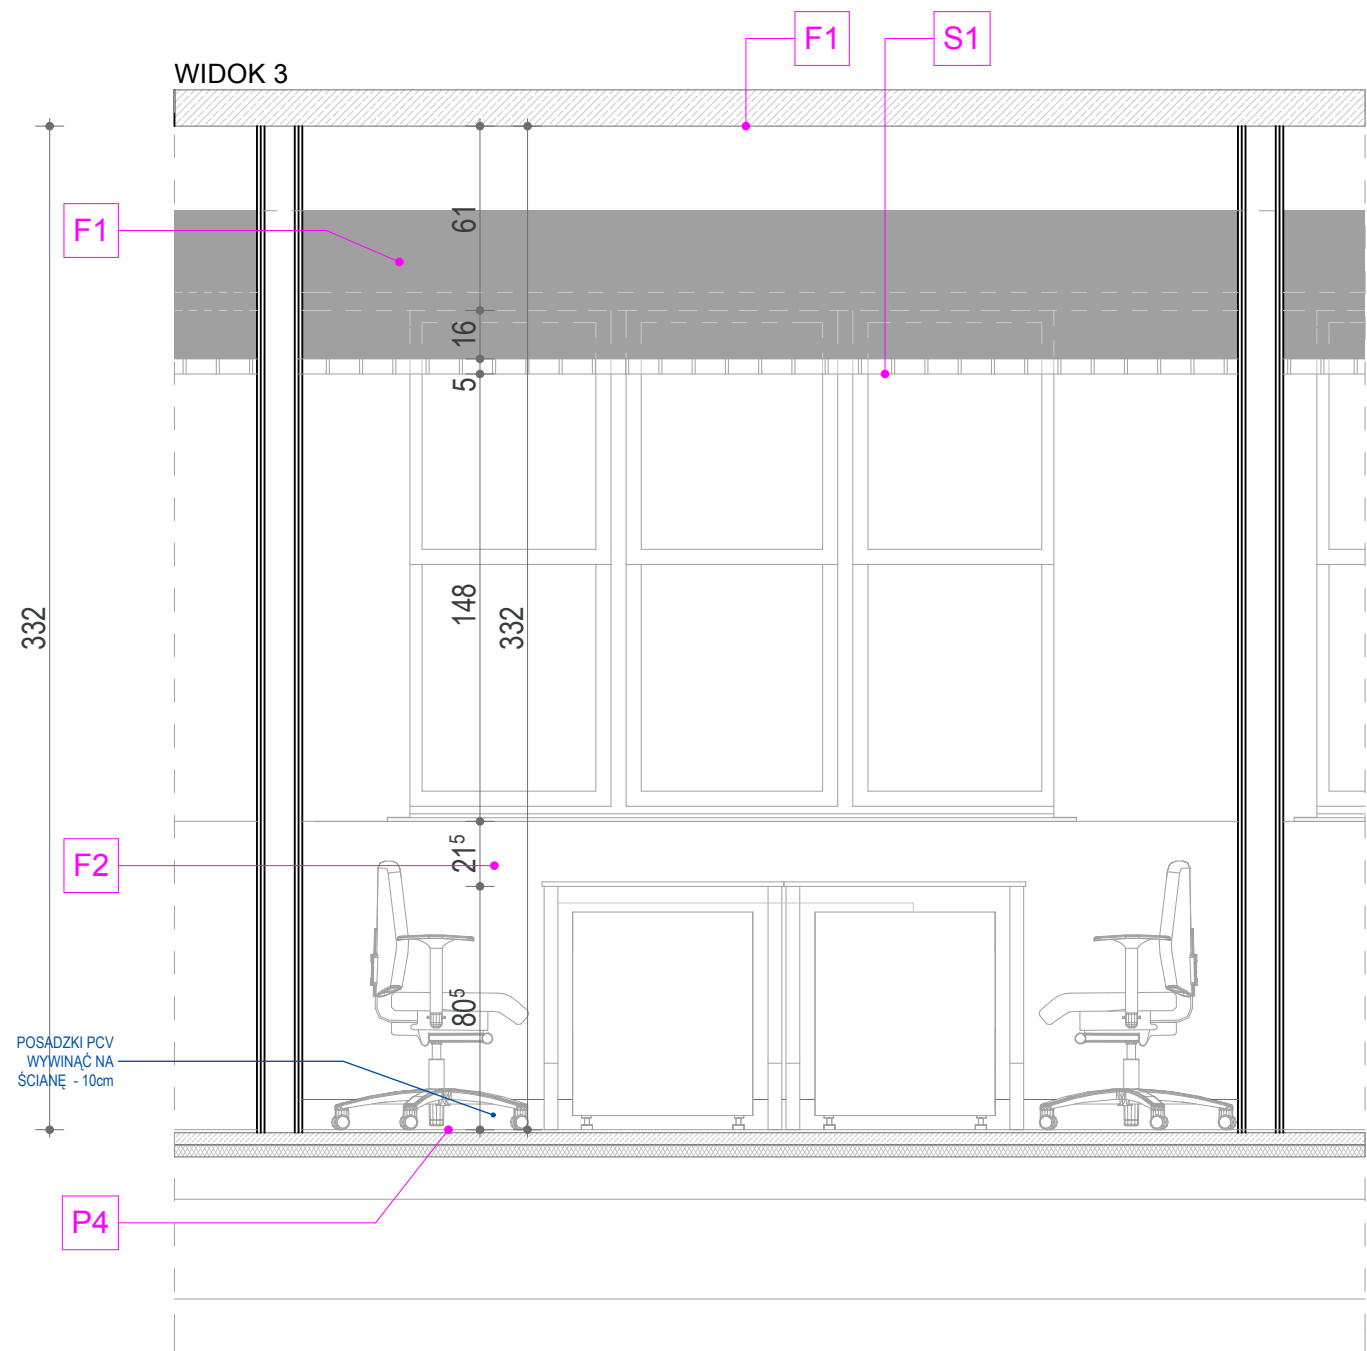 F1
S1
WIDOK 3
F1
61
16
5
148
332
332
F2
21⁵
80⁵
POSADZKI PCV
WYWINĄĆ NA
ŚCIANĘ - 10cm
P4